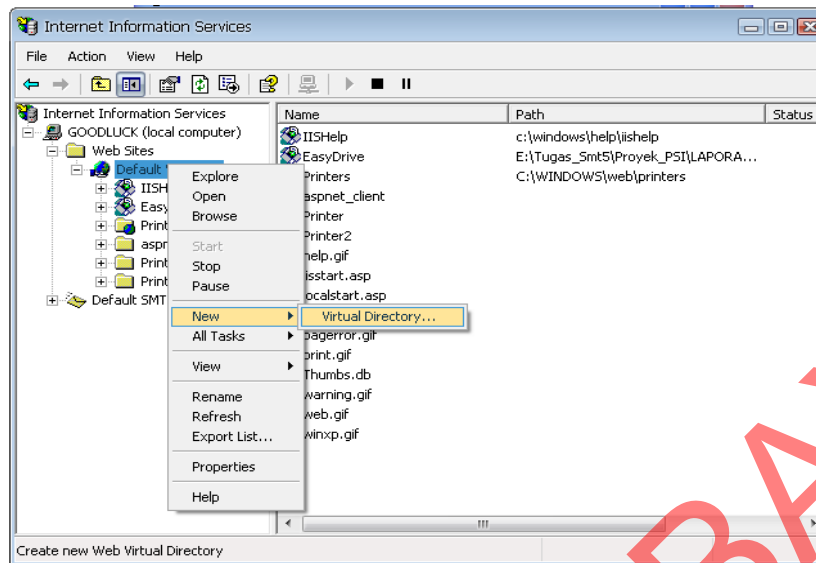 Internet Information Services
File Action View Help
Internet Information Services
GOODLUCK (local computer)
Web Sites
Default
IISH
Easy
Print
aspr
Print
Print
Default SMT
Name Path Status
IISHelp c:\windows\help\iishelp
EasyDrive E:\Tugas_Smt5\Proyek_PSI\LAPORA...
Printers C:\WINDOWS\web\printers
aspnet_client
Printer
Printer2
help.gif
iisstart.asp
localstart.asp
pagerror.gif
print.gif
Thumbs.db
warning.gif
web.gif
winxp.gif
Explore
Open
Browse
Start
Stop
Pause
New
Virtual Directory...
All Tasks
View
Rename
Refresh
Export List...
Properties
Help
Create new Web Virtual Directory
BA